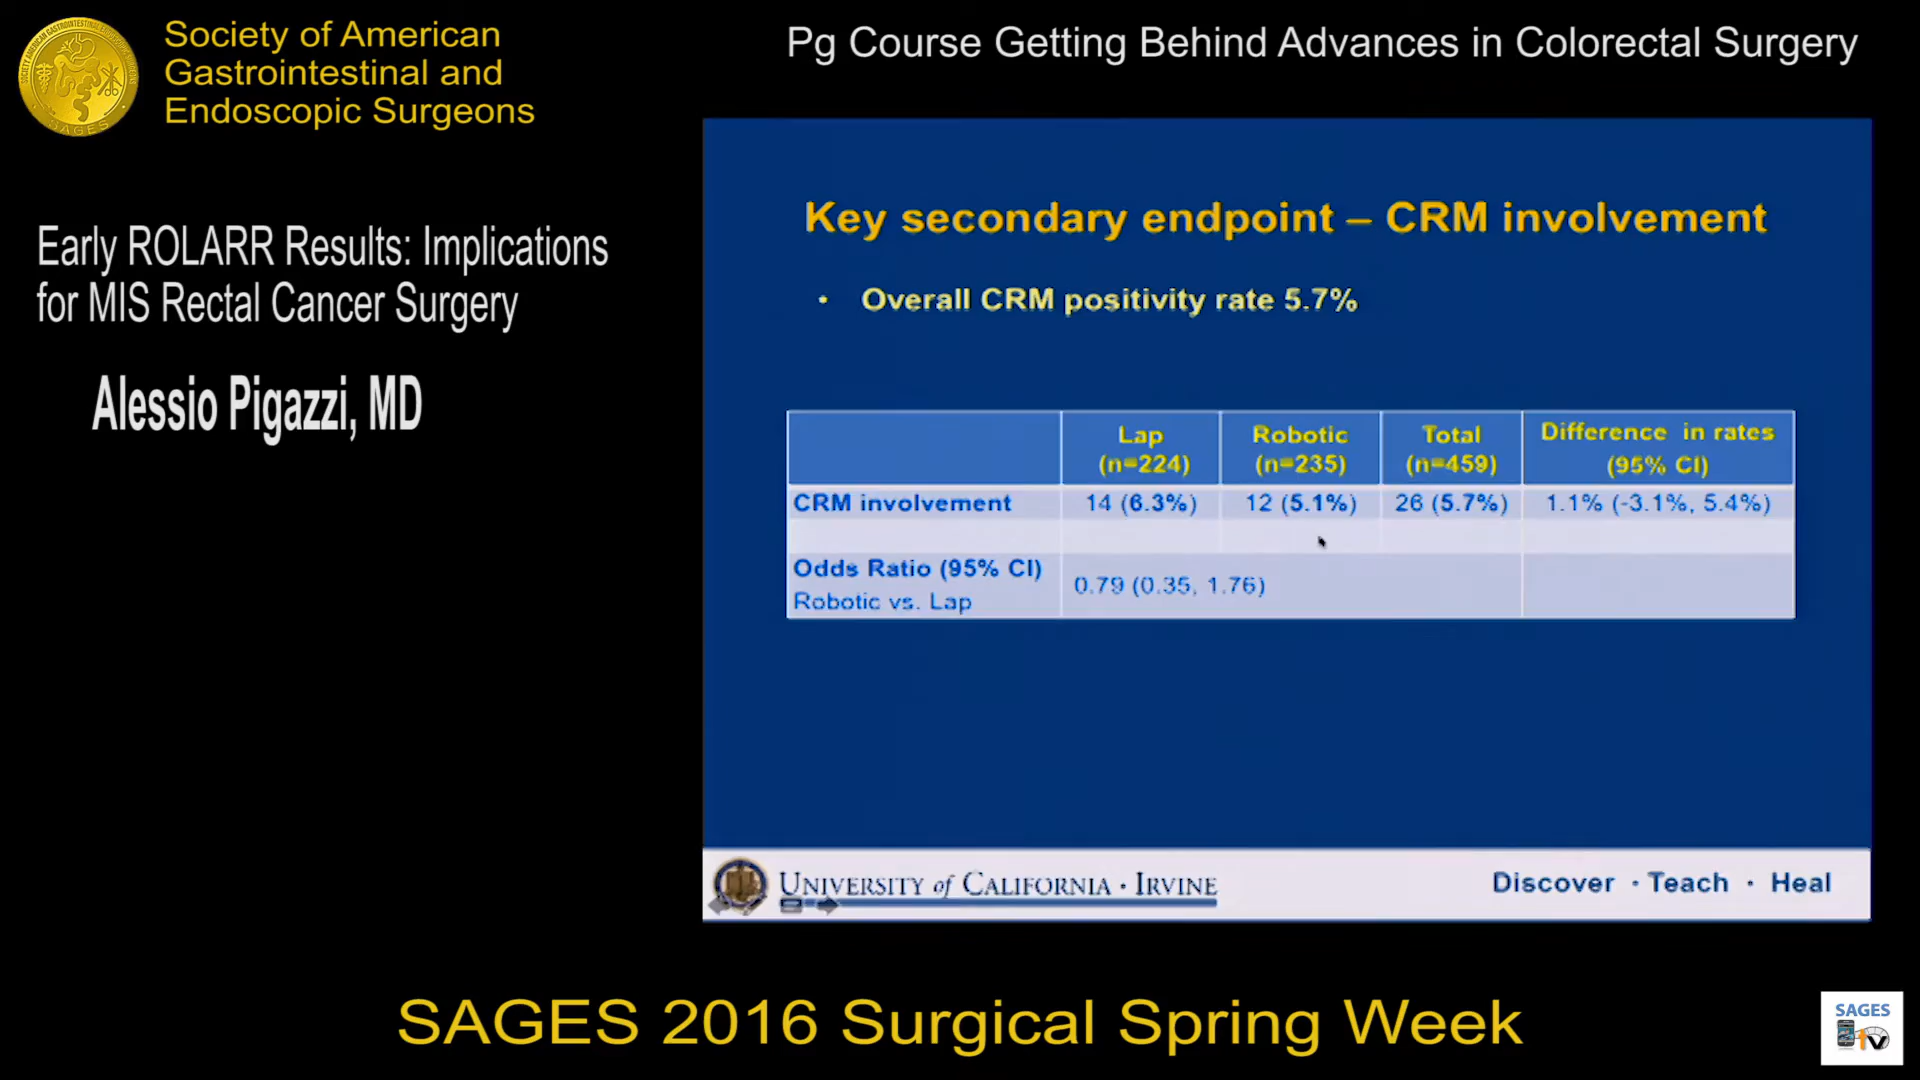 Society of American
Gastrointestinal and
Endoscopic Surgeons
Pg Course Getting Behind Advances in Colorectal Surgery
Early ROLARR Results: Implications
for MIS Rectal Cancer Surgery
Alessio Pigazzi, MD
Key secondary endpoint – CRM involvement
• Overall CRM positivity rate 5.7%
Lap Robotic Total Difference in rates
(n=224) (n=235) (n=459) (95% CI)
CRM involvement 14 (6.3%) 12 (5.1%) 26 (5.7%) 1.1% (-3.1%, 5.4%)
Odds Ratio (95% CI)
Robotic vs. Lap 0.79 (0.35, 1.76)
UNIVERSITY of CALIFORNIA · IRVINE
Discover · Teach · Heal
SAGES 2016 Surgical Spring Week
SAGES
tv